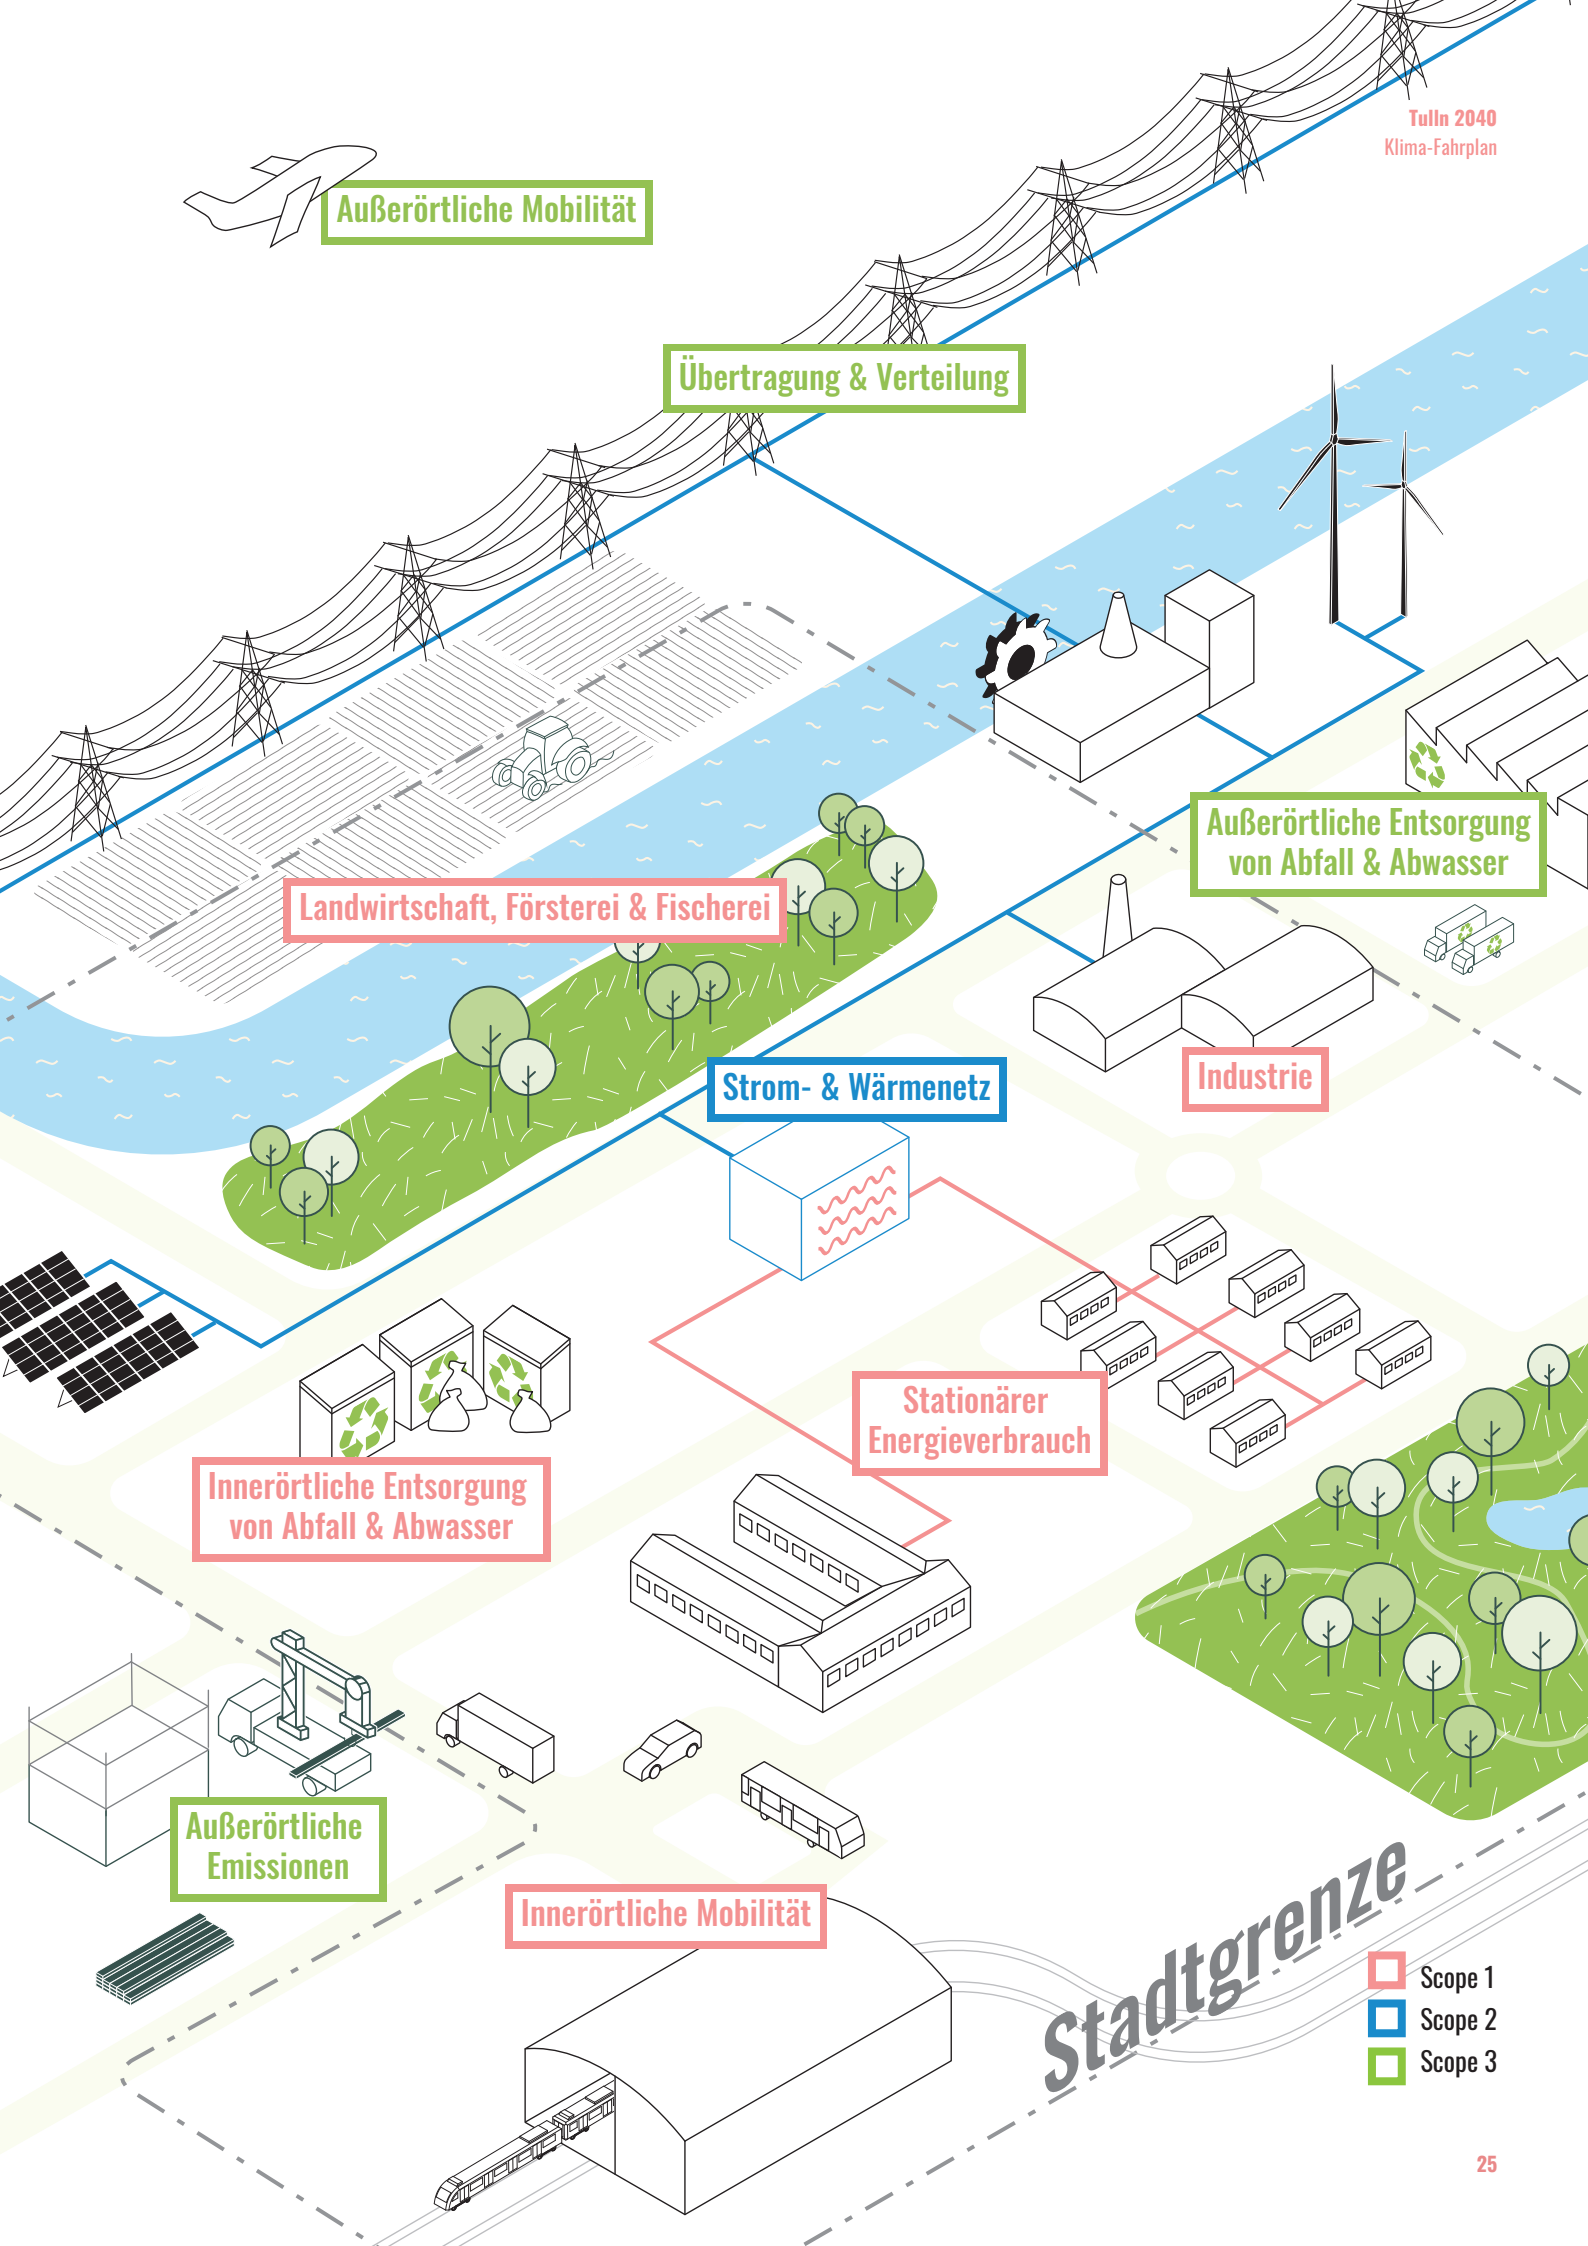 Tulln 2040
Klima-Fahrplan
Außerörtliche Mobilität
Übertragung & Verteilung
Außerörtliche Entsorgung
von Abfall & Abwasser
Landwirtschaft, Försterei & Fischerei
Strom- & Wärmenetz
Industrie
Stationärer
Energieverbrauch
Innerörtliche Entsorgung
von Abfall & Abwasser
Außerörtliche
Emissionen
Innerörtliche Mobilität
Stadtgrenze
Scope 1
Scope 2
Scope 3
25